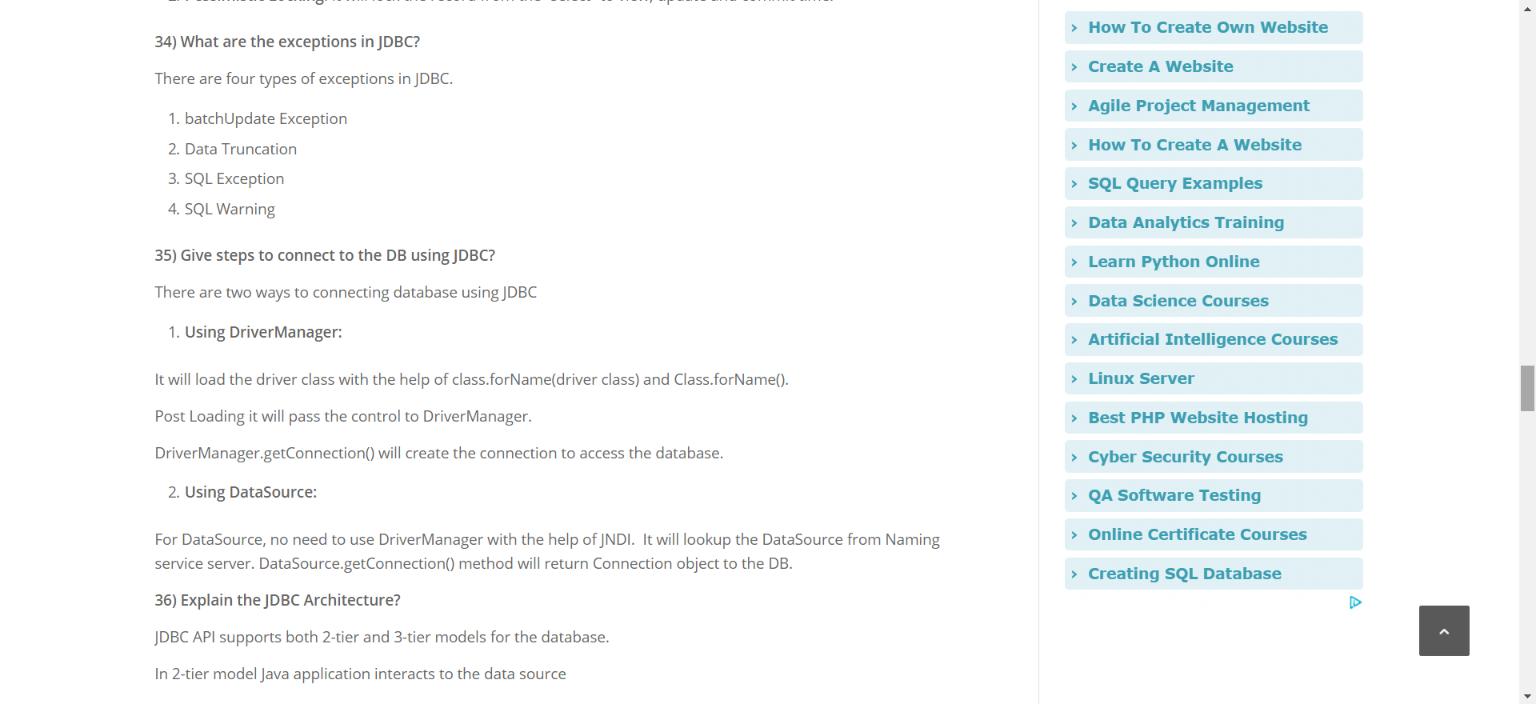 34) What are the exceptions in JDBC?
There are four types of exceptions in JDBC.
1. batchUpdate Exception
2. Data Truncation
3. SQL Exception
4. SQL Warning
35) Give steps to connect to the DB using JDBC?
There are two ways to connecting database using JDBC
1. Using DriverManager:
It will load the driver class with the help of class.forName(driver class) and Class.forName().
Post Loading it will pass the control to DriverManager.
DriverManager.getConnection() will create the connection to access the database.
2. Using DataSource:
For DataSource, no need to use DriverManager with the help of JNDI.  It will lookup the DataSource from Naming
service server. DataSource.getConnection() method will return Connection object to the DB.
36) Explain the JDBC Architecture?
JDBC API supports both 2-tier and 3-tier models for the database.
In 2-tier model Java application interacts to the data source
How To Create Own Website
Create A Website
Agile Project Management
How To Create A Website
SQL Query Examples
Data Analytics Training
Learn Python Online
Data Science Courses
Artificial Intelligence Courses
Linux Server
Best PHP Website Hosting
Cyber Security Courses
QA Software Testing
Online Certificate Courses
Creating SQL Database